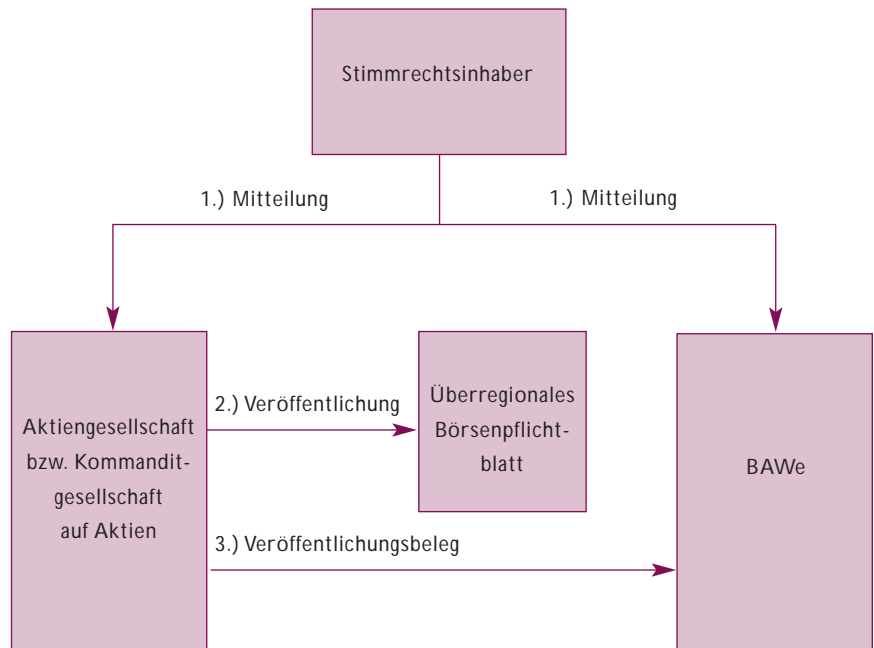 Stimmrechtsinhaber
1.) Mitteilung
1.) Mitteilung
Aktiengesellschaft
bzw. Kommandit-
gesellschaft
auf Aktien
2.) Veröffentlichung
Überregionales
Börsenpflicht-
blatt
3.) Veröffentlichungsbeleg
BAWe